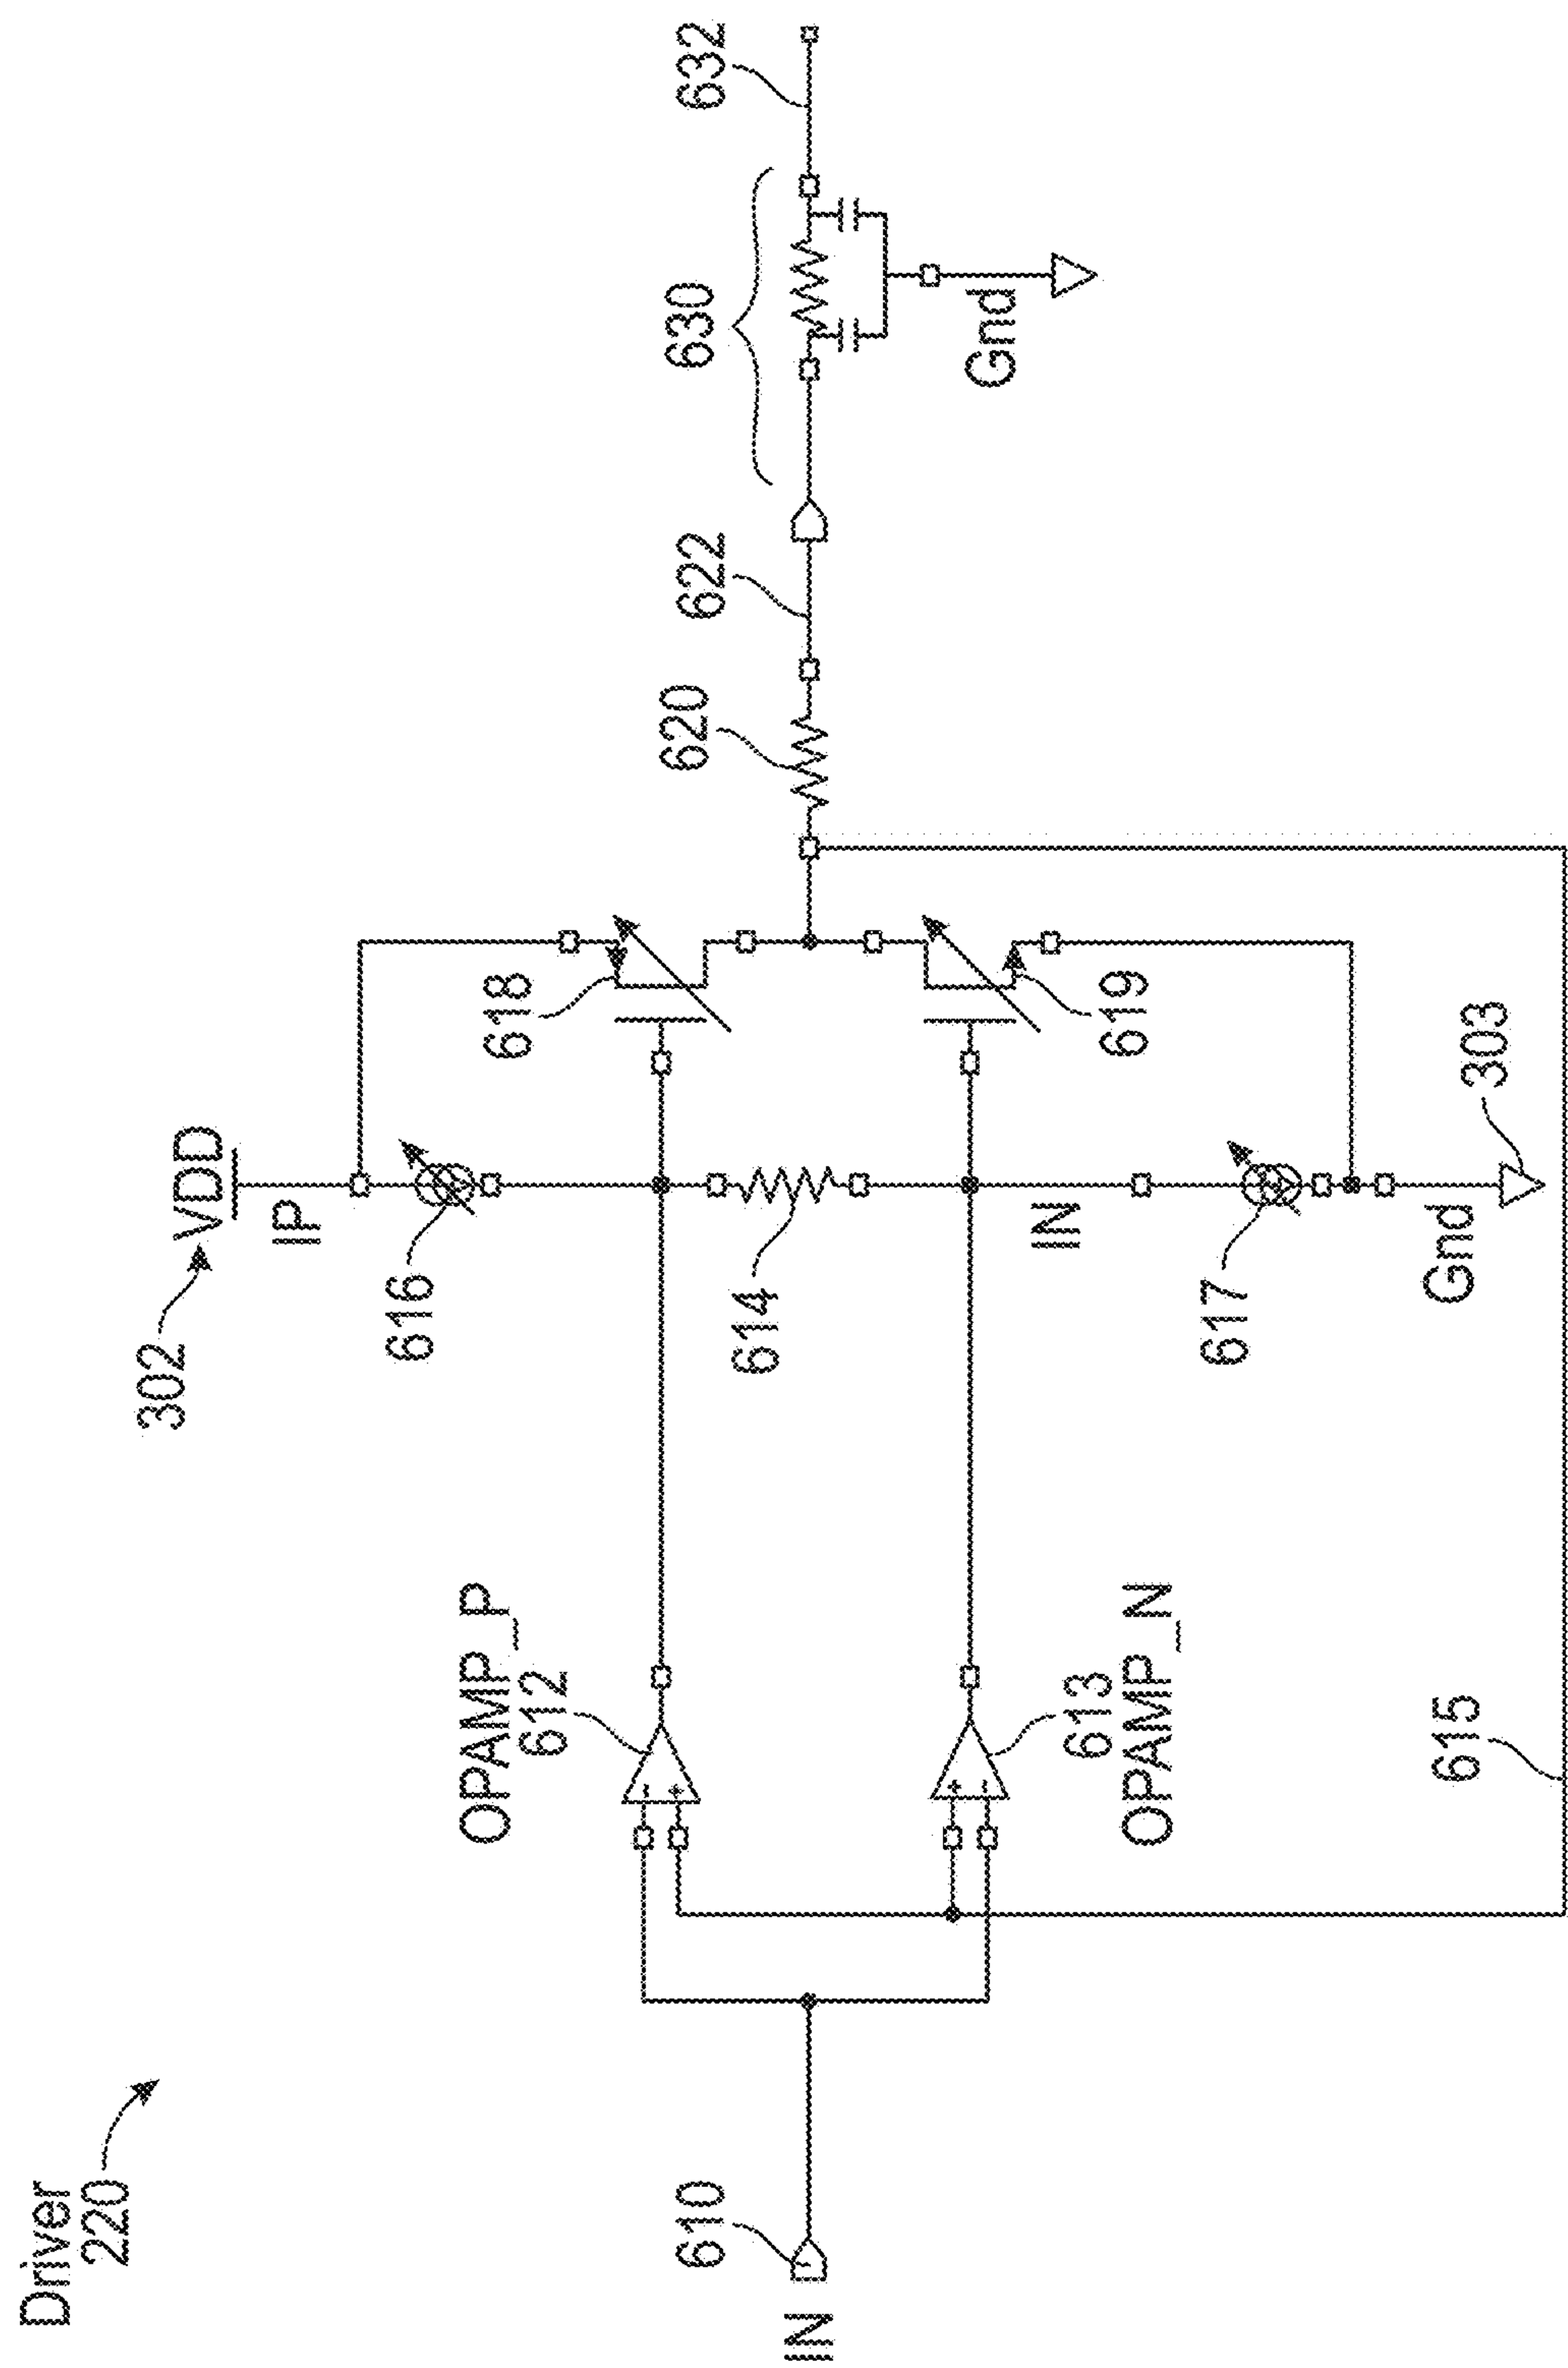 Driver
220
302
VDD
IP
616
618
OPAMP_P
612
614
620
622
630
632
IN
610
613
OPAMP_N
IN
619
Gnd
617
Gnd
303
615